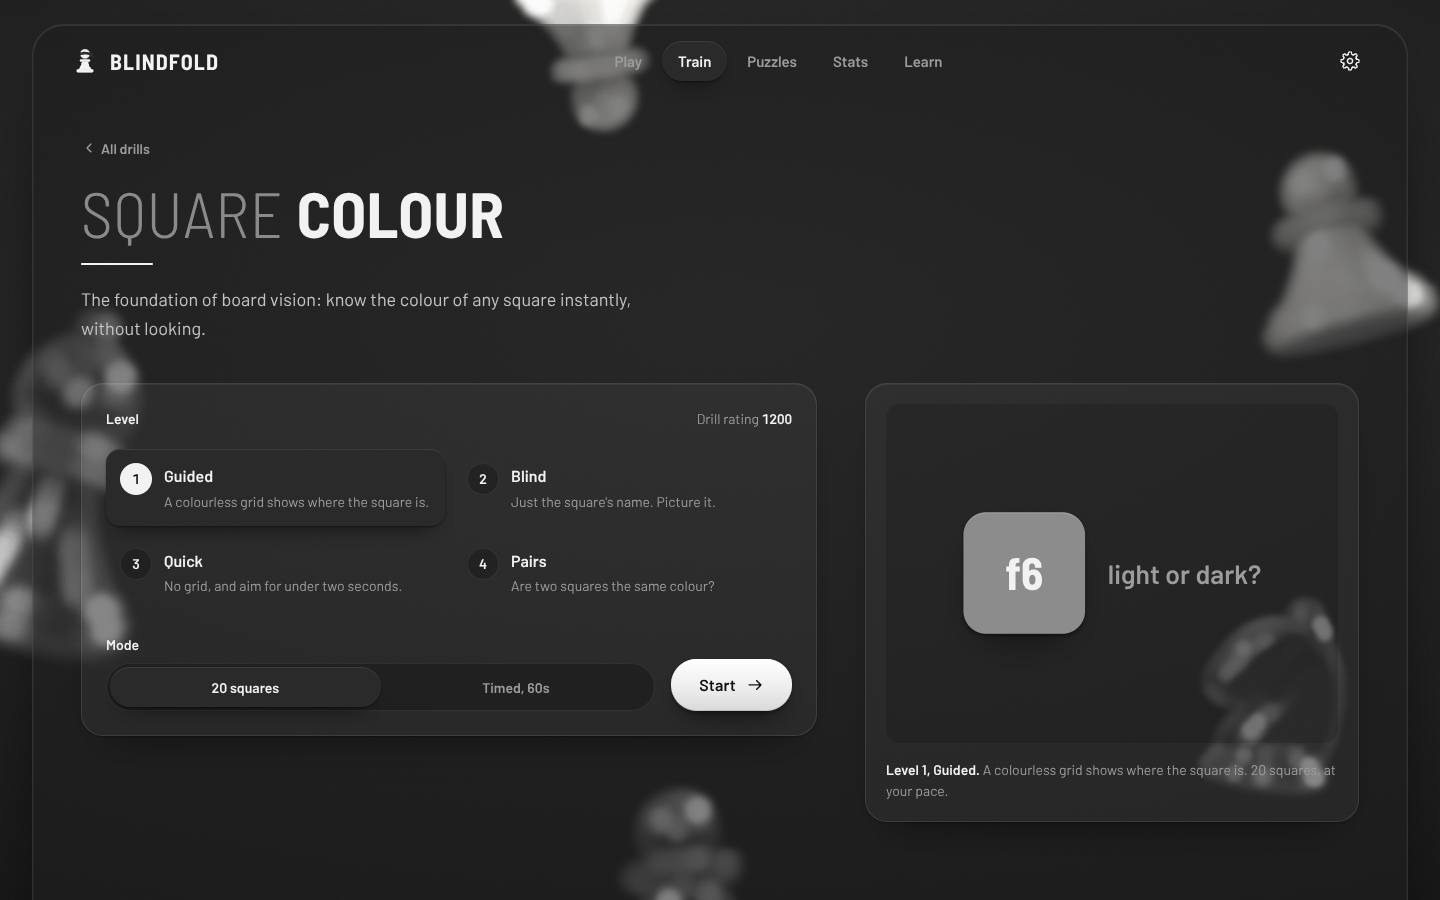 BLINDFOLD
Play
Train
Puzzles
Stats
Learn
All drills
SQUARE COLOUR
The foundation of board vision: know the colour of any square instantly,
without looking.
Level
Drill rating 1200
1
Guided
A colourless grid shows where the square is.
2
Blind
Just the square's name. Picture it.
3
Quick
No grid, and aim for under two seconds.
4
Pairs
Are two squares the same colour?
Mode
20 squares
Timed, 60s
Start
f6
light or dark?
Level 1, Guided. A colourless grid shows where the square is. 20 squares, at
your pace.